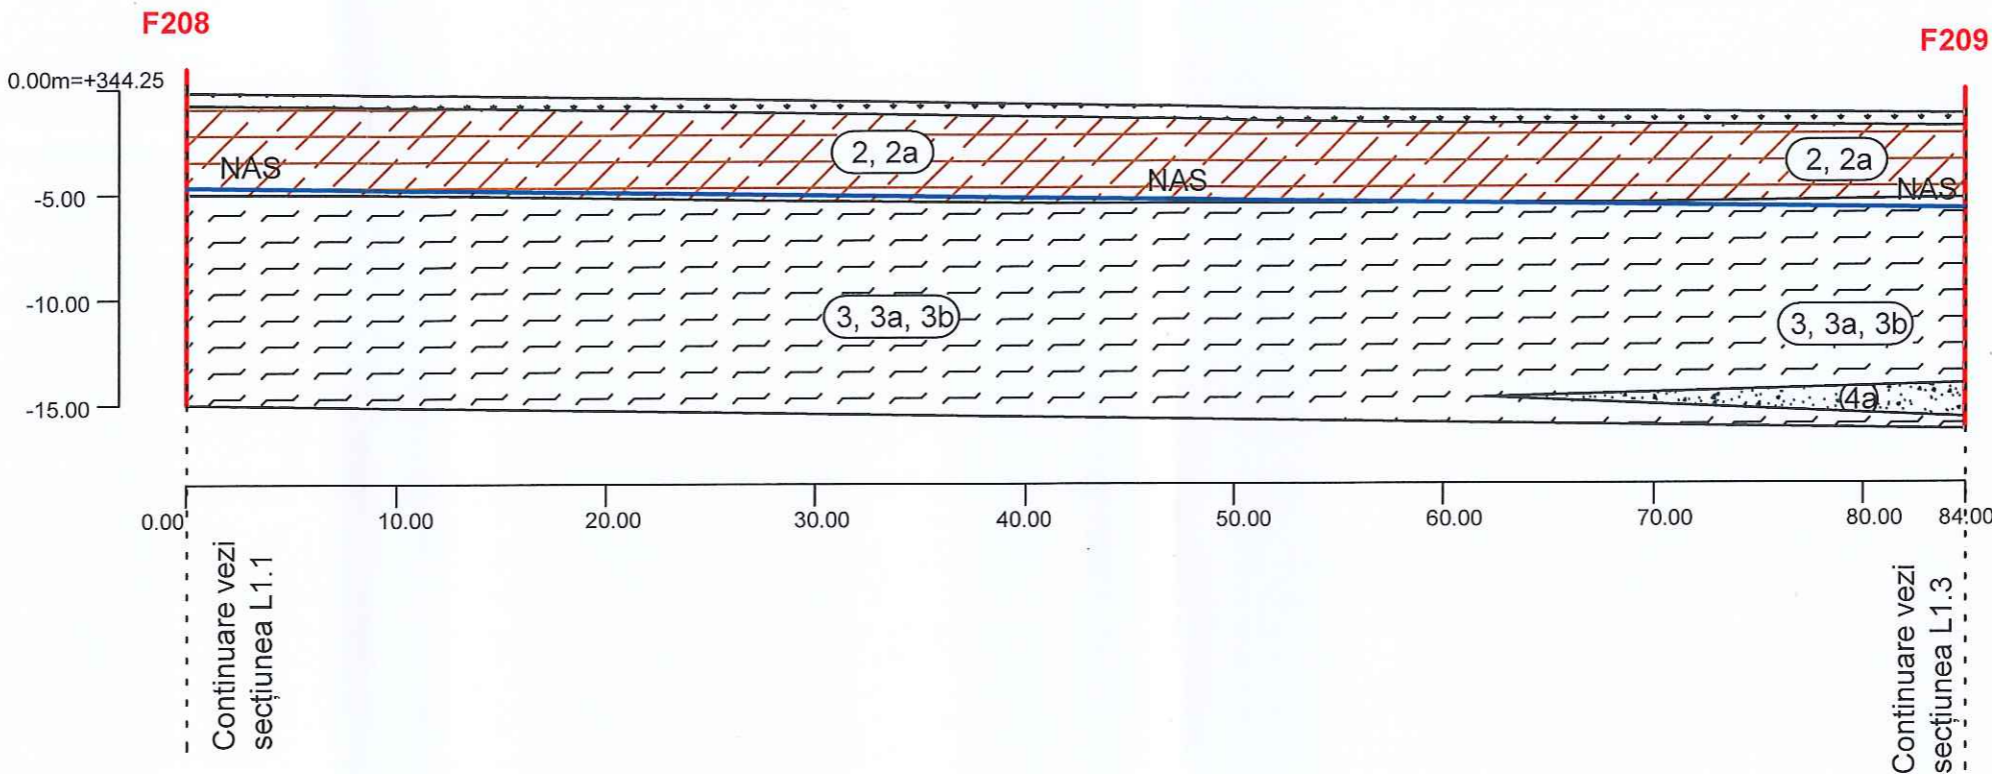 F208
F209
0.00m=+344.25
2, 2a
2, 2a
NAS
NAS
NAS
-5.00
-10.00
3, 3a, 3b
3, 3a, 3b
4a
-15.00
0.00
10.00
20.00
30.00
40.00
50.00
60.00
70.00
80.00
84.00
Continuare vezi
secțiunea L1.1
Continuare vezi
secțiunea L1.3